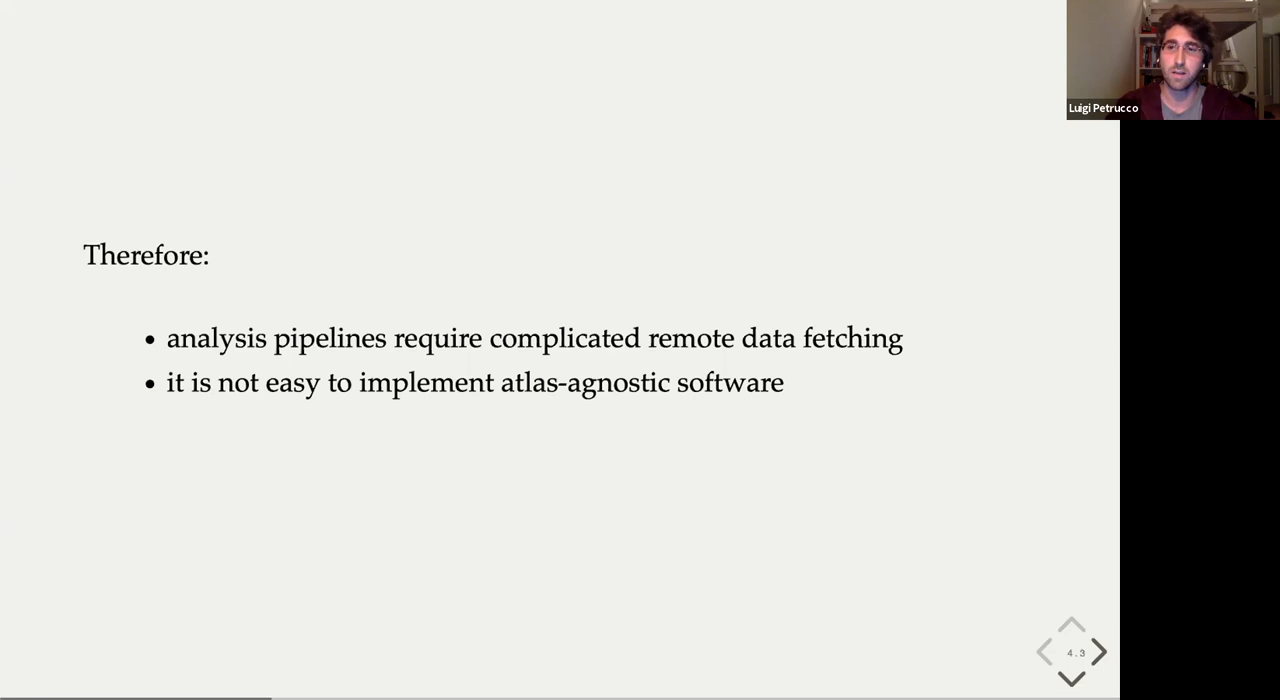 Luigi Petrucco
Therefore:
• analysis pipelines require complicated remote data fetching
• it is not easy to implement atlas-agnostic software
4.3